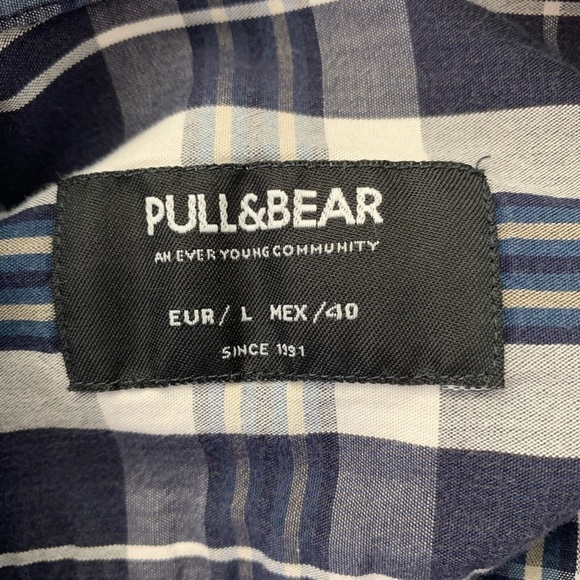 PULL&BEAR
AN EVER YOUNG COMMUNITY
EUR/ L MEX/40
SINCE 1991